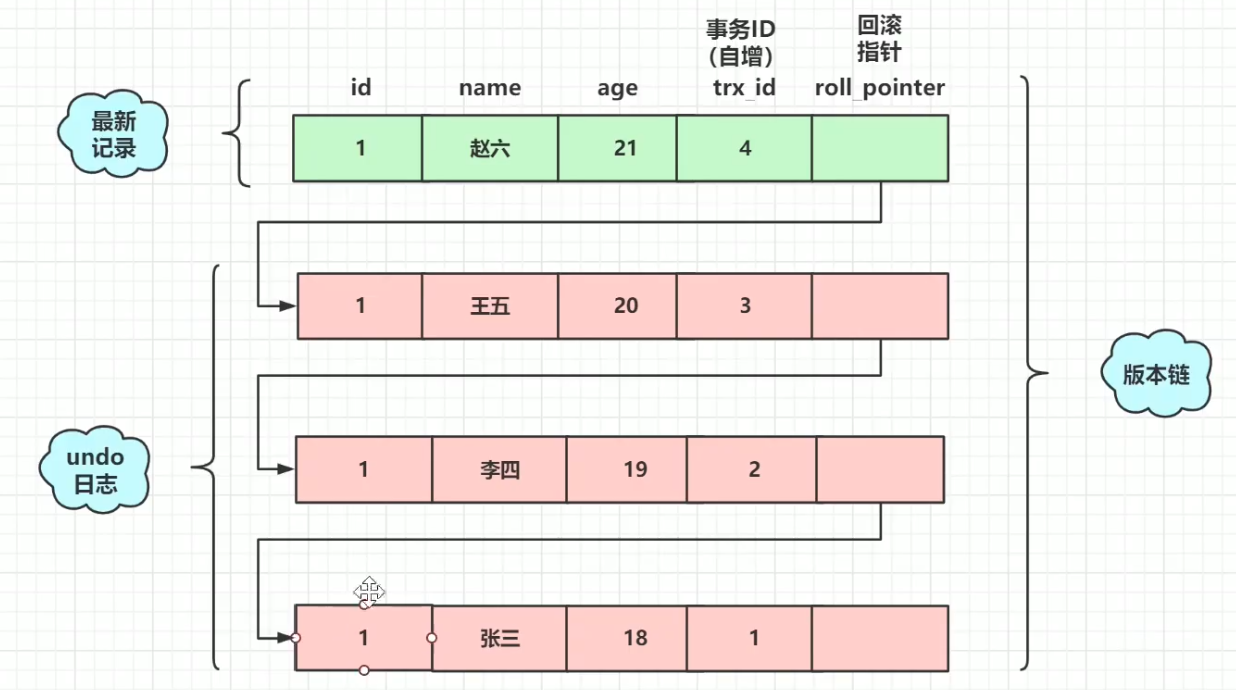 事务ID
(自增)
回滚
指针
id name age trx_id roll_pointer
最新
记录
1 赵六 21 4
1 王五 20 3
版本链
undo
日志
1 李四 19 2
1 张三 18 1